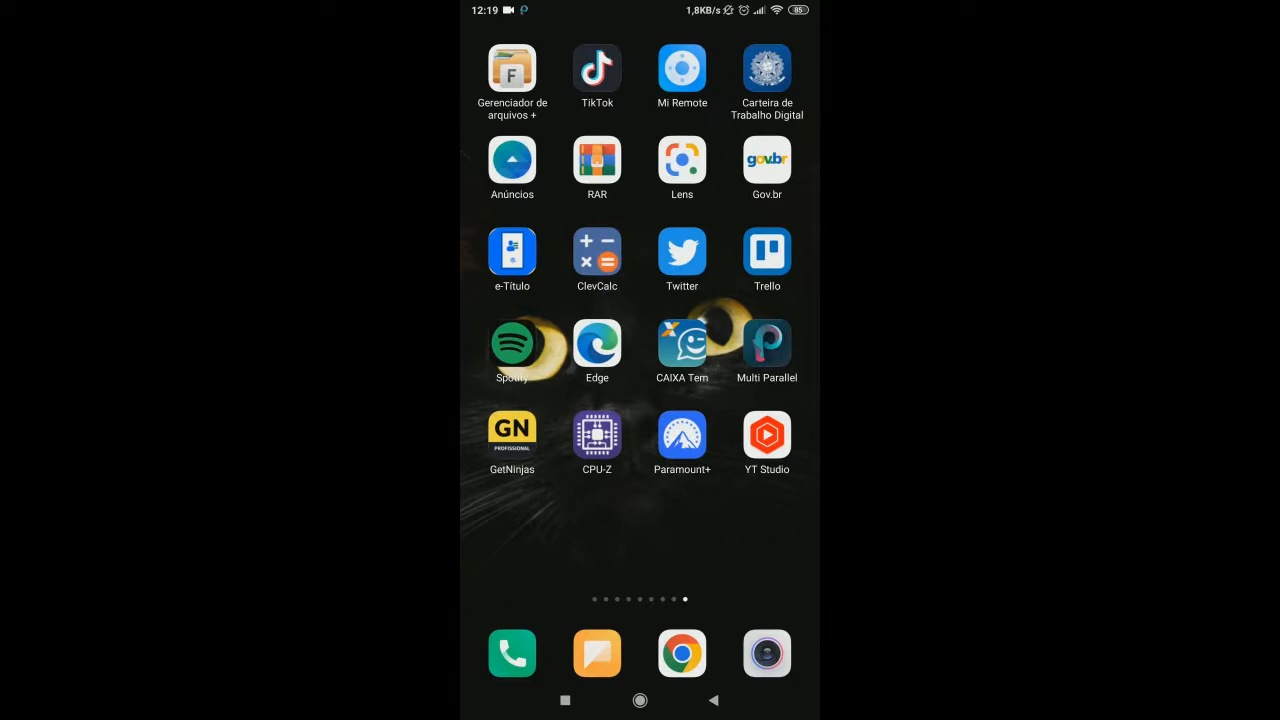 12:19
1,8KB/s
85
F
Gerenciador de
arquivos +
TikTok
Mi Remote
Carteira de
Trabalho Digital
gov.br
Anúncios
RAR
Lens
Gov.br
e-Título
ClevCalc
Twitter
Trello
Spotify
Edge
CAIXA Tem
Multi Parallel
GN
PROFISSIONAL
GetNinjas
CPU-Z
Paramount+
YT Studio